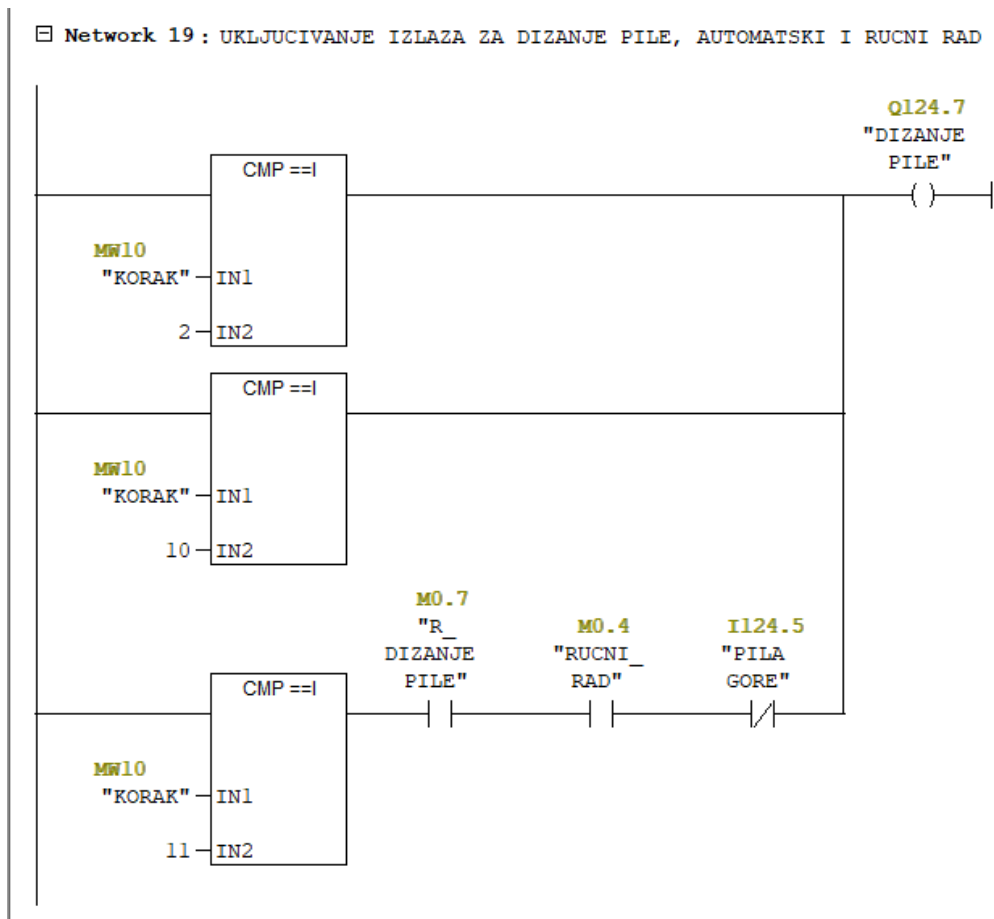 Network 19 : UKLJUCIVANJE IZLAZA ZA DIZANJE PILE, AUTOMATSKI I RUCNI RAD
Q124.7
"DIZANJE
PILE"
CMP ==I
MW10
"KORAK"
IN1
2
IN2
CMP ==I
MW10
"KORAK"
IN1
10
IN2
M0.7
"R_
DIZANJE
PILE"
M0.4
"RUCNI_
RAD"
I124.5
"PILA
GORE"
CMP ==I
MW10
"KORAK"
IN1
11
IN2